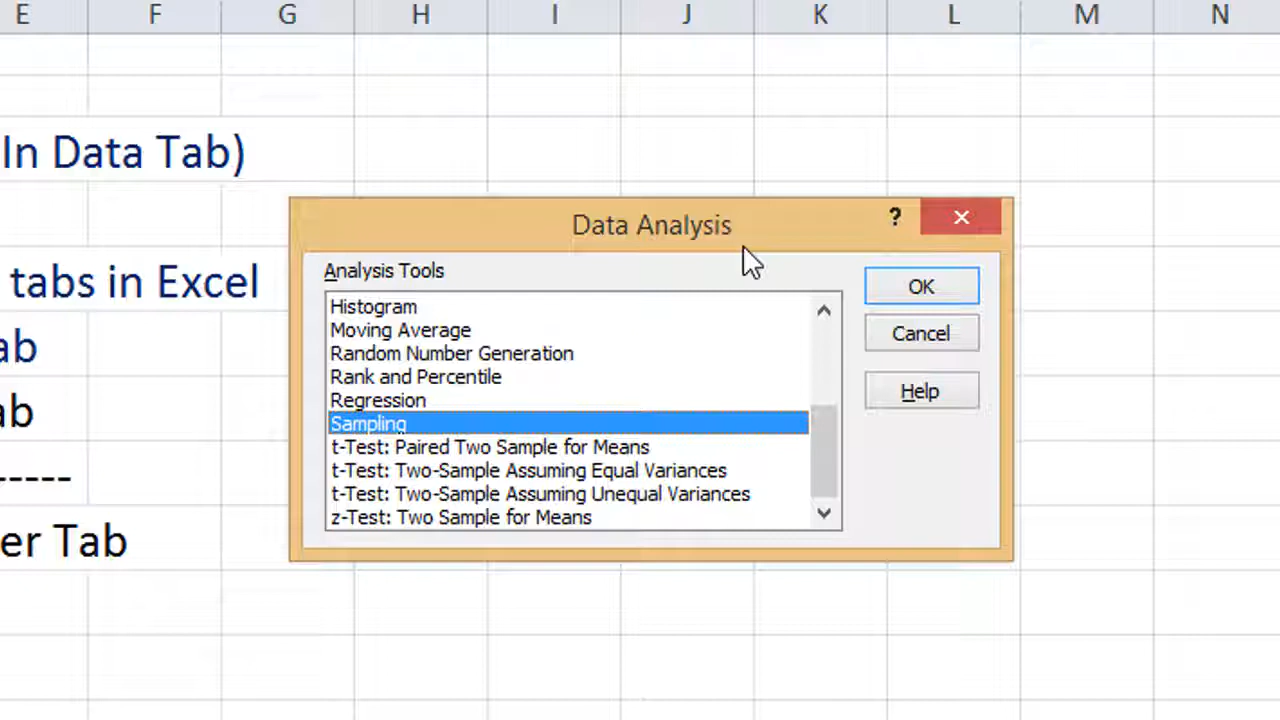 E F G H I J K L M N
In Data Tab)
Data Analysis ?
tabs in Excel
Analysis Tools
OK
Histogram
Moving Average
Cancel
ab
Random Number Generation
Rank and Percentile
Help
Regression
ab
Sampling
t-Test: Paired Two Sample for Means
t-Test: Two-Sample Assuming Equal Variances
-----
t-Test: Two-Sample Assuming Unequal Variances
z-Test: Two Sample for Means
er Tab